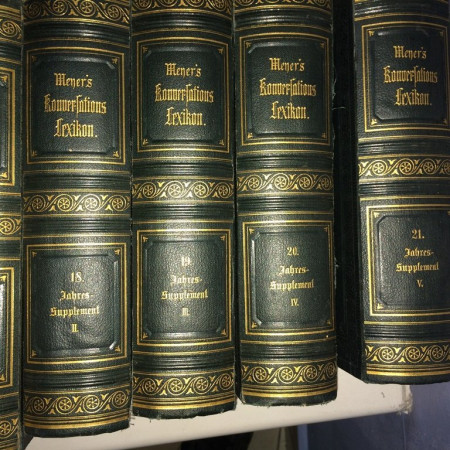 Meyer's
Konversations
Lexikon.
18.
Jahres-
Supplement
II.
Meyer's
Konversations
Lexikon.
19.
Jahres-
Supplement
III.
Meyer's
Konversations
Lexikon.
20.
Jahres-
Supplement
IV.
Meyer's
Konversations
Lexikon.
21.
Jahres-
Supplement
V.